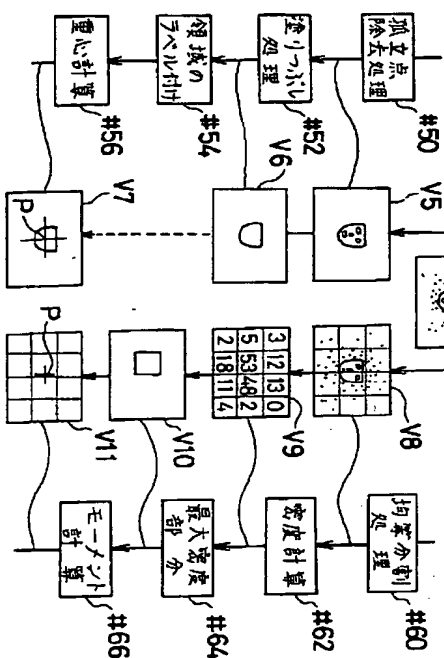 #50
孤立点
除去処理
V5
V8
#60
均等分割
処理
#52
塗りつぶし
処理
V6
V9
3 12 13 0
5 53 48 2
2 18 11 4
#62
密度計算
#54
領域の
ラベル付け
V10
#64
最大密度
部分
#56
重心計算
V7
P
V11
P
#66
モーメント
計算